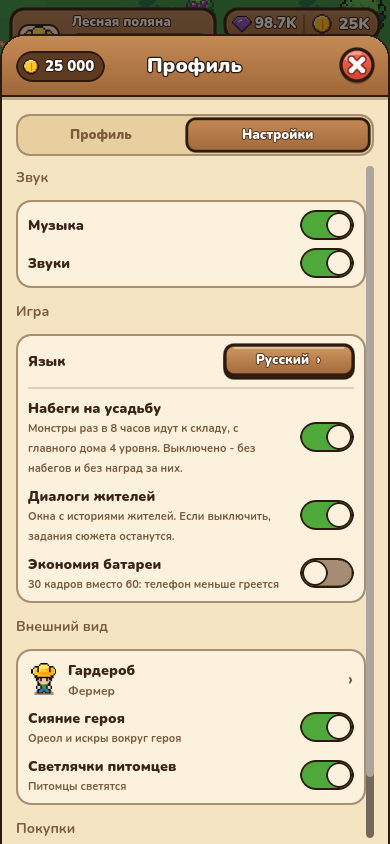 Лесная поляна
98.7K
25K
25 000
Профиль
Профиль
Настройки
Звук
Музыка
Звуки
Игра
Язык
Русский ›
Набеги на усадьбу
Монстры раз в 8 часов идут к складу, с
главного дома 4 уровня. Выключено - без
набегов и без наград за них.
Диалоги жителей
Окна с историями жителей. Если выключить,
задания сюжета останутся.
Экономия батареи
30 кадров вместо 60: телефон меньше греется
Внешний вид
Гардероб
Фермер
›
Сияние героя
Ореол и искры вокруг героя
Светлячки питомцев
Питомцы светятся
Покупки